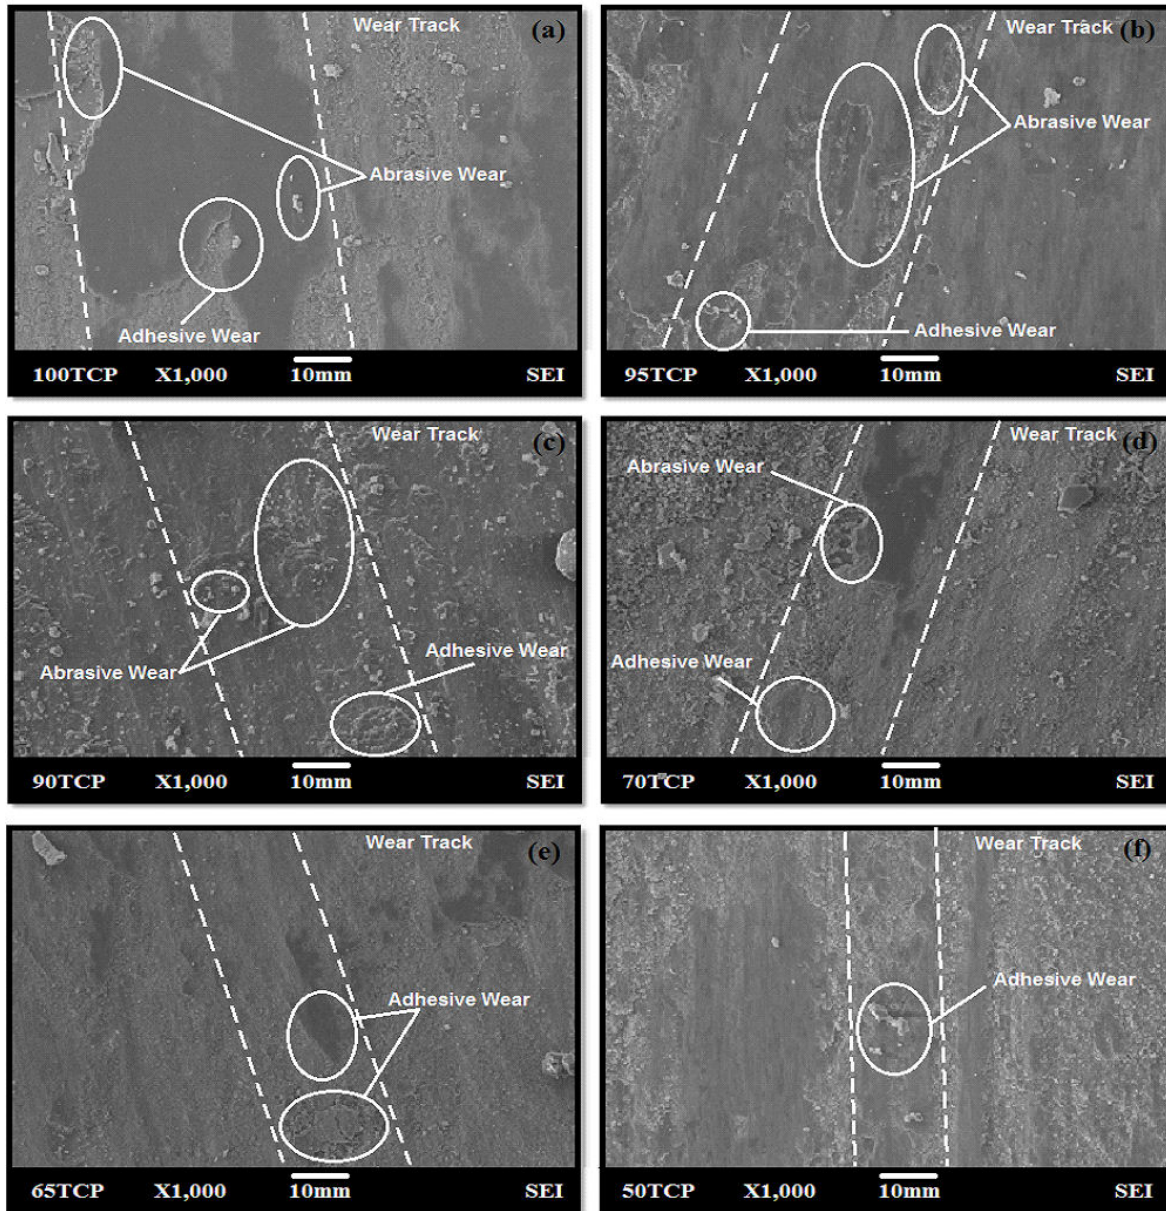 Wear Track (a)
Abrasive Wear
Adhesive Wear
100TCP X1,000 10mm SEI
Wear Track (b)
Abrasive Wear
Adhesive Wear
95TCP X1,000 10mm SEI
Wear Track (c)
Abrasive Wear
Adhesive Wear
90TCP X1,000 10mm SEI
Wear Track (d)
Abrasive Wear
Adhesive Wear
70TCP X1,000 10mm SEI
Wear Track (e)
Adhesive Wear
65TCP X1,000 10mm SEI
Wear Track (f)
Adhesive Wear
50TCP X1,000 10mm SEI